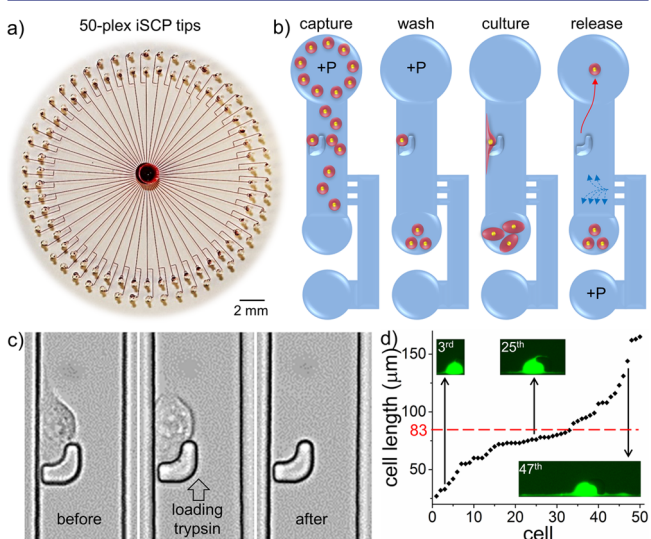 a)
50-plex iSCP tips
2 mm
b)
capture
wash
culture
release
+P
+P
+P
c)
before
loading
trypsin
after
d)
cell length (μm)
150
100
83
50
3rd
25th
47th
0
10
20
30
40
50
cell